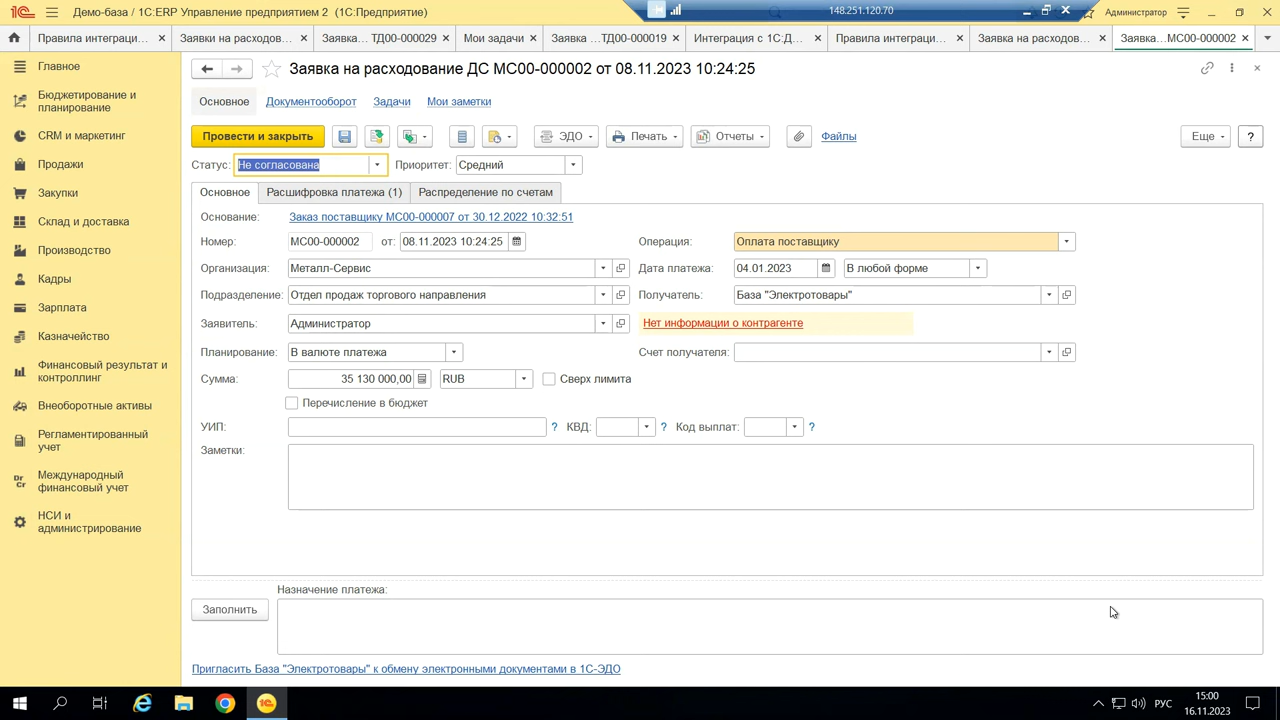 Демо-база / 1С:ERP Управление предприятием 2 (1С:Предприятие)
148.251.120.70
Администратор
Правила интеграци... ×
Заявки на расходов... ×
Заявка ... ТД00-000029 ×
Мои задачи ×
Заявка ...ТД00-000019 ×
Интеграция с 1С:Д... ×
Правила интеграци... ×
Заявка на расходов... ×
Заявка...МС00-000002 ×
Главное
Бюджетирование и
планирование
CRM и маркетинг
Продажи
Закупки
Склад и доставка
Производство
Кадры
Зарплата
Казначейство
Финансовый результат и
контроллинг
Внеоборотные активы
Регламентированный
учет
Dr
Cr
Международный
финансовый учет
НСИ и
администрирование
Заявка на расходование ДС МС00-000002 от 08.11.2023 10:24:25
Основное Документооборот Задачи Мои заметки
Провести и закрыть ЭДО Печать Отчеты Файлы Еще ?
Статус: Не согласована Приоритет: Средний
Основное Расшифровка платежа (1) Распределение по счетам
Основание: Заказ поставщику МС00-000007 от 30.12.2022 10:32:51
Номер: МС00-000002 от: 08.11.2023 10:24:25 Операция: Оплата поставщику
Организация: Металл-Сервис Дата платежа: 04.01.2023 В любой форме
Подразделение: Отдел продаж торгового направления Получатель: База "Электротовары"
Заявитель: Администратор Нет информации о контрагенте
Планирование: В валюте платежа Счет получателя:
Сумма: 35 130 000,00 RUB Сверх лимита
Перечисление в бюджет
УИП: ? КВД: ? Код выплат: ?
Заметки:
Назначение платежа:
Заполнить
Пригласить База "Электротовары" к обмену электронными документами в 1С-ЭДО
РУС
15:00
16.11.2023